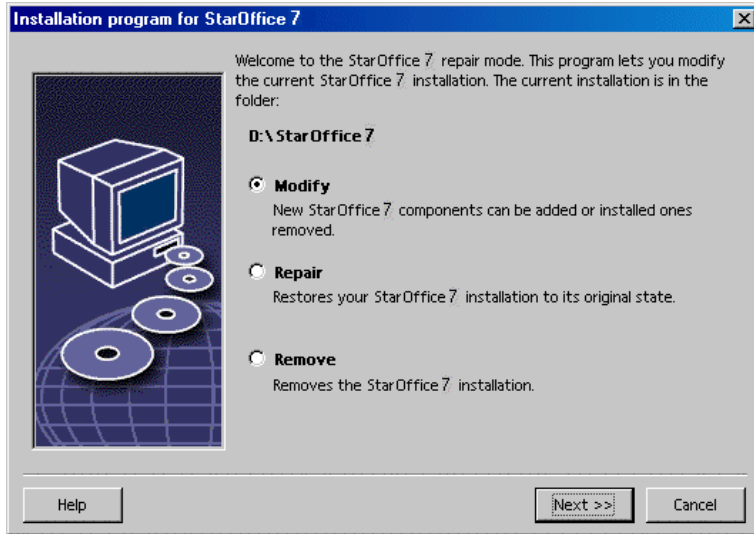 Installation program for StarOffice 7
Welcome to the StarOffice 7 repair mode. This program lets you modify
the current StarOffice 7 installation. The current installation is in the
folder:
D:\StarOffice 7
Modify
New StarOffice 7 components can be added or installed ones
removed.
Repair
Restores your StarOffice 7 installation to its original state.
Remove
Removes the StarOffice 7 installation.
Help
Next >>
Cancel